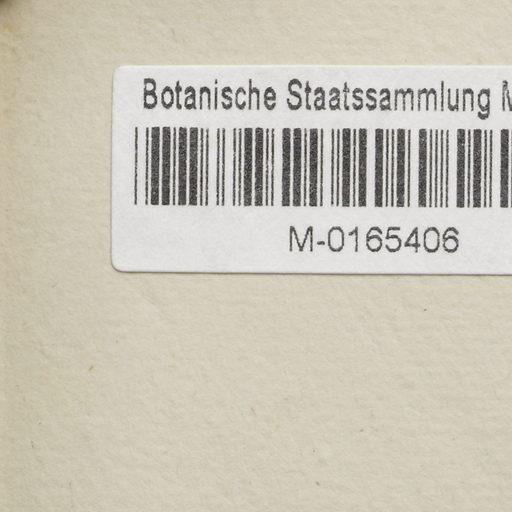 Botanische Staatssammlung
M-0165406